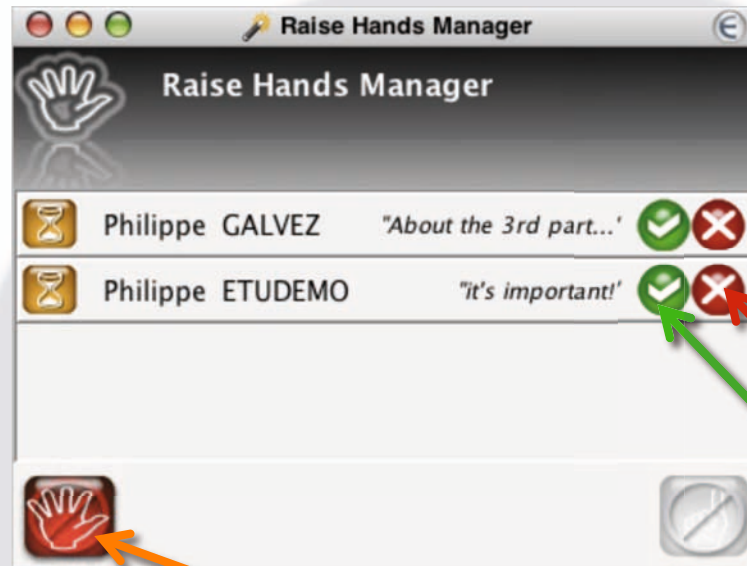 Raise Hands Manager
Raise Hands Manager
Philippe GALVEZ "About the 3rd part...'
Philippe ETUDEMO "it's important!'